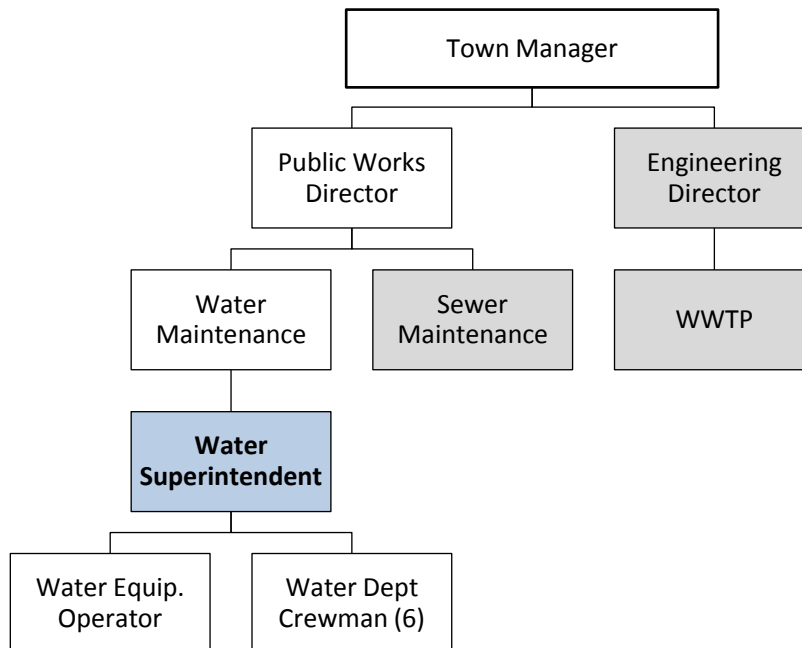 Town Manager
Public Works
Director
Engineering
Director
Water
Maintenance
Sewer
Maintenance
WWTP
Water
Superintendent
Water Equip.
Operator
Water Dept
Crewman (6)